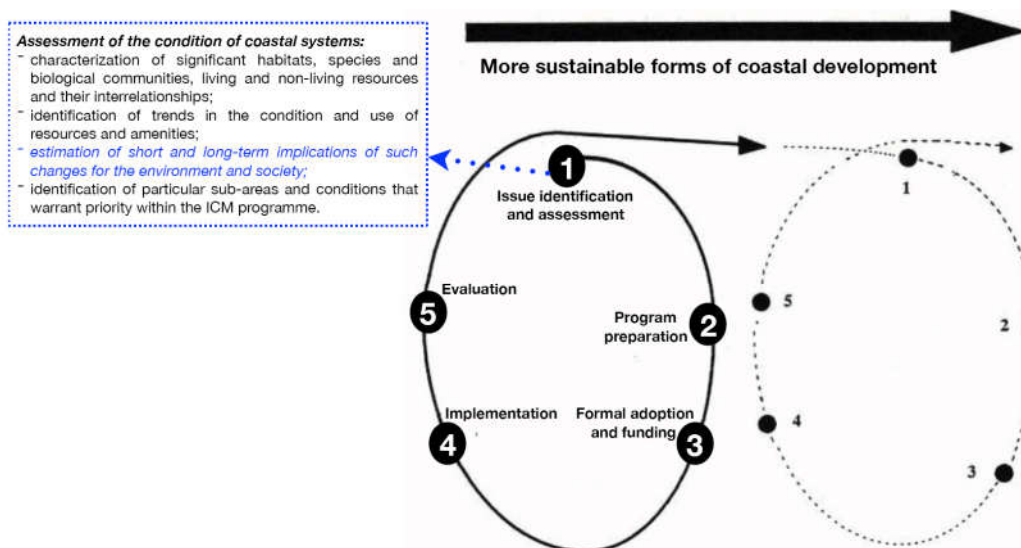 Assessment of the condition of coastal systems:
- characterization of significant habitats, species and
biological communities, living and non-living resources
and their interrelationships;
- identification of trends in the condition and use of
resources and amenities;
- estimation of short and long-term implications of such
changes for the environment and society;
- identification of particular sub-areas and conditions that
warrant priority within the ICM programme.
More sustainable forms of coastal development
1
Issue identification
and assessment
2
Program
preparation
3
Formal adoption
and funding
4
Implementation
5
Evaluation
1
2
3
4
5